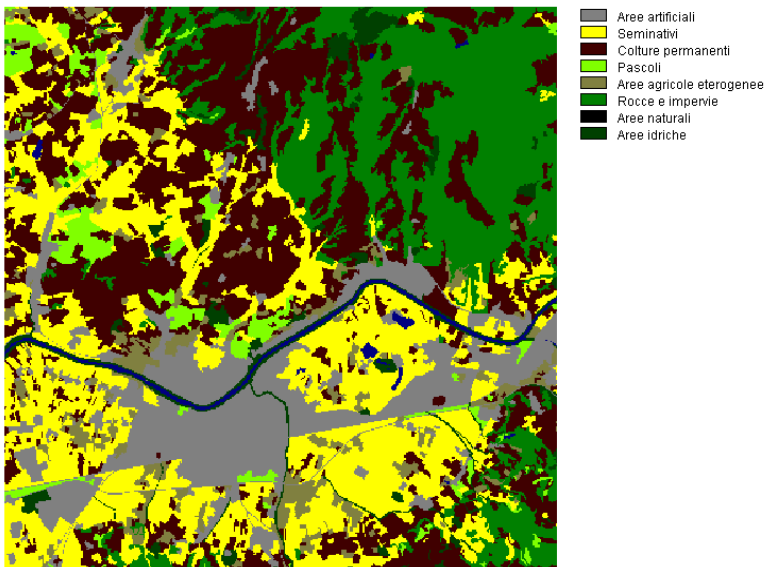 Aree artificiali
Seminativi
Colture permanenti
Pascoli
Aree agricole eterogenee
Rocce e impervie
Aree naturali
Aree idriche